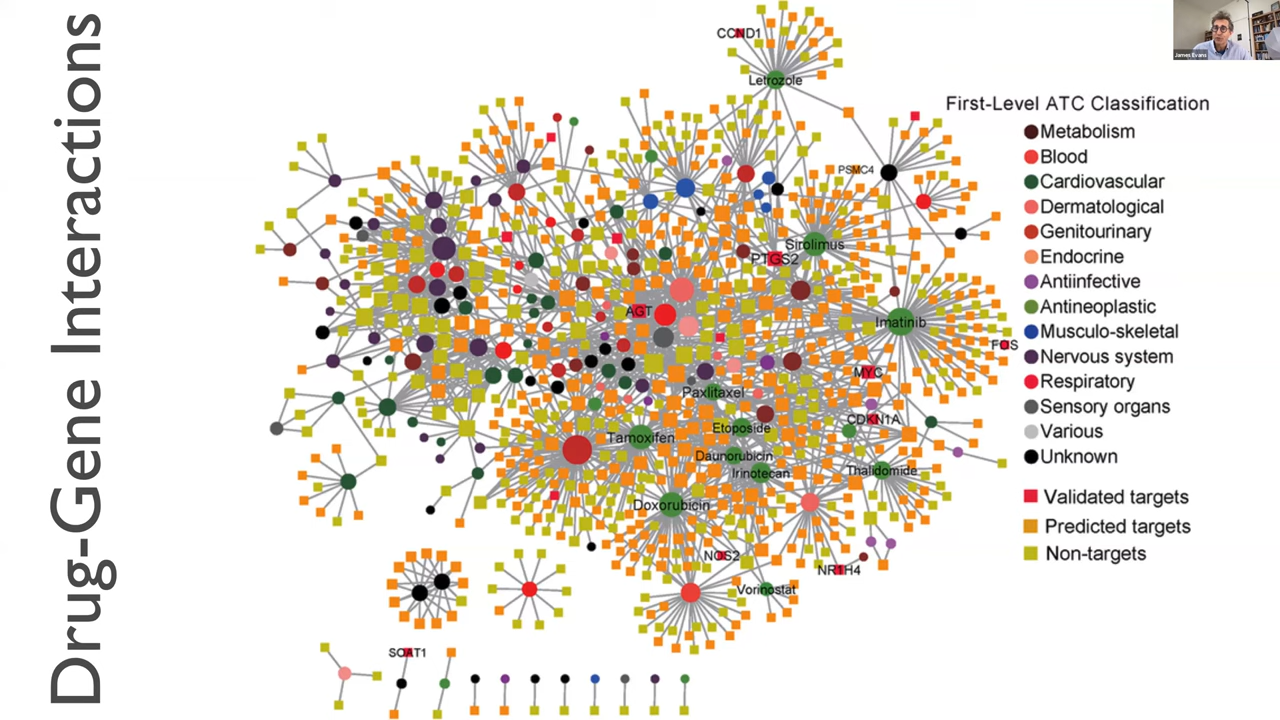 Drug-Gene Interactions
James Evans
CCND1
Letrozole
PSMC4
Sirolimus
PTGS2
AGT
Imatinib
FOS
MYC
Paxlitaxel
CDKN1A
Etoposide
Tamoxifen
Daunorubicin
Irinotecan
Thalidomide
Doxorubicin
NOS2
NR1H4
Vorinostat
SOAT1
First-Level ATC Classification
Metabolism
Blood
Cardiovascular
Dermatological
Genitourinary
Endocrine
Antiinfective
Antineoplastic
Musculo-skeletal
Nervous system
Respiratory
Sensory organs
Various
Unknown
Validated targets
Predicted targets
Non-targets